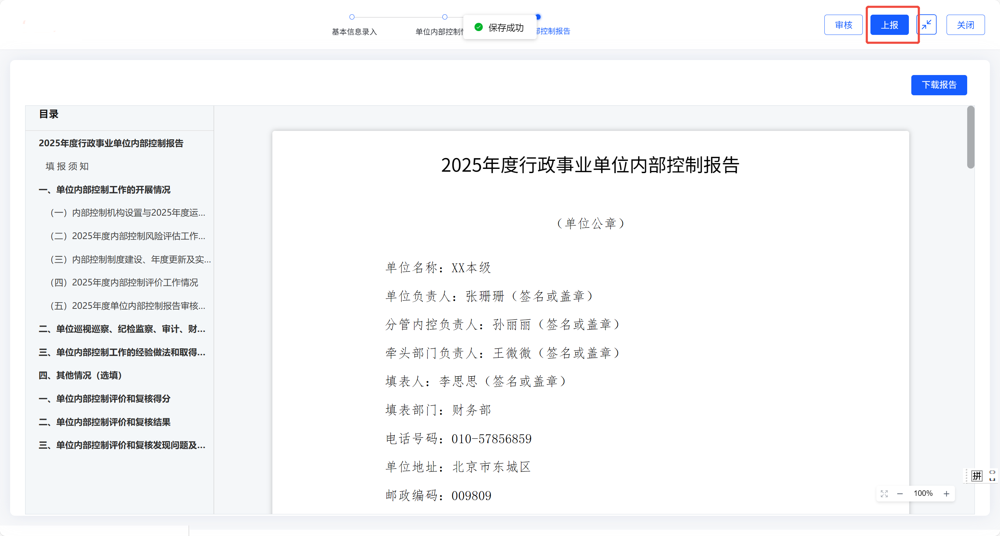 基本信息录入
单位内部控制情
保存成功
部控制报告
审核
上报
关闭
下载报告
目录
2025年度行政事业单位内部控制报告
填 报 须 知
一、单位内部控制工作的开展情况
（一）内部控制机构设置与2025年度运...
（二）2025年度内部控制风险评估工作...
（三）内部控制制度建设、年度更新及实...
（四）2025年度内部控制评价工作情况
（五）2025年度单位内部控制报告审核...
二、单位巡视巡察、纪检监察、审计、财...
三、单位内部控制工作的经验做法和取得...
四、其他情况（选填）
一、单位内部控制评价和复核得分
二、单位内部控制评价和复核结果
三、单位内部控制评价和复核发现问题及...
2025年度行政事业单位内部控制报告
（单位公章）
单位名称：XX本级
单位负责人：张珊珊（签名或盖章）
分管内控负责人：孙丽丽（签名或盖章）
牵头部门负责人：王微微（签名或盖章）
填表人：李思思（签名或盖章）
填表部门：财务部
电话号码：010-57856859
单位地址：北京市东城区
邮政编码：009809
拼
100%